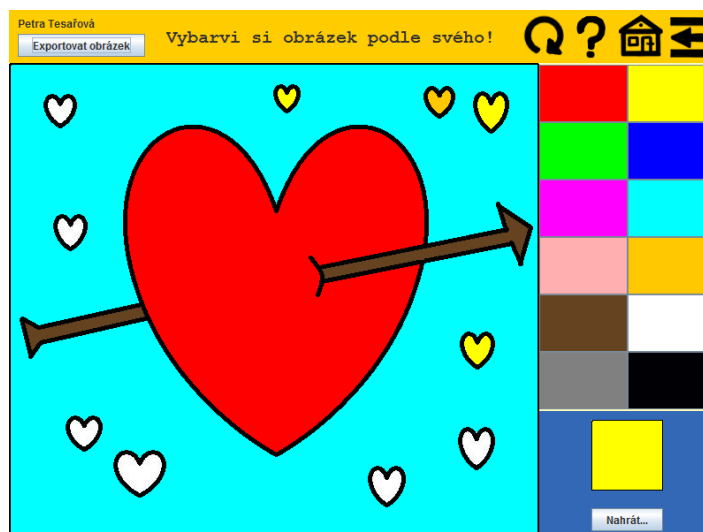 Petra Tesařová
Exportovat obrázek
Vybarvi si obrázek podle svého!
?
Nahrát...